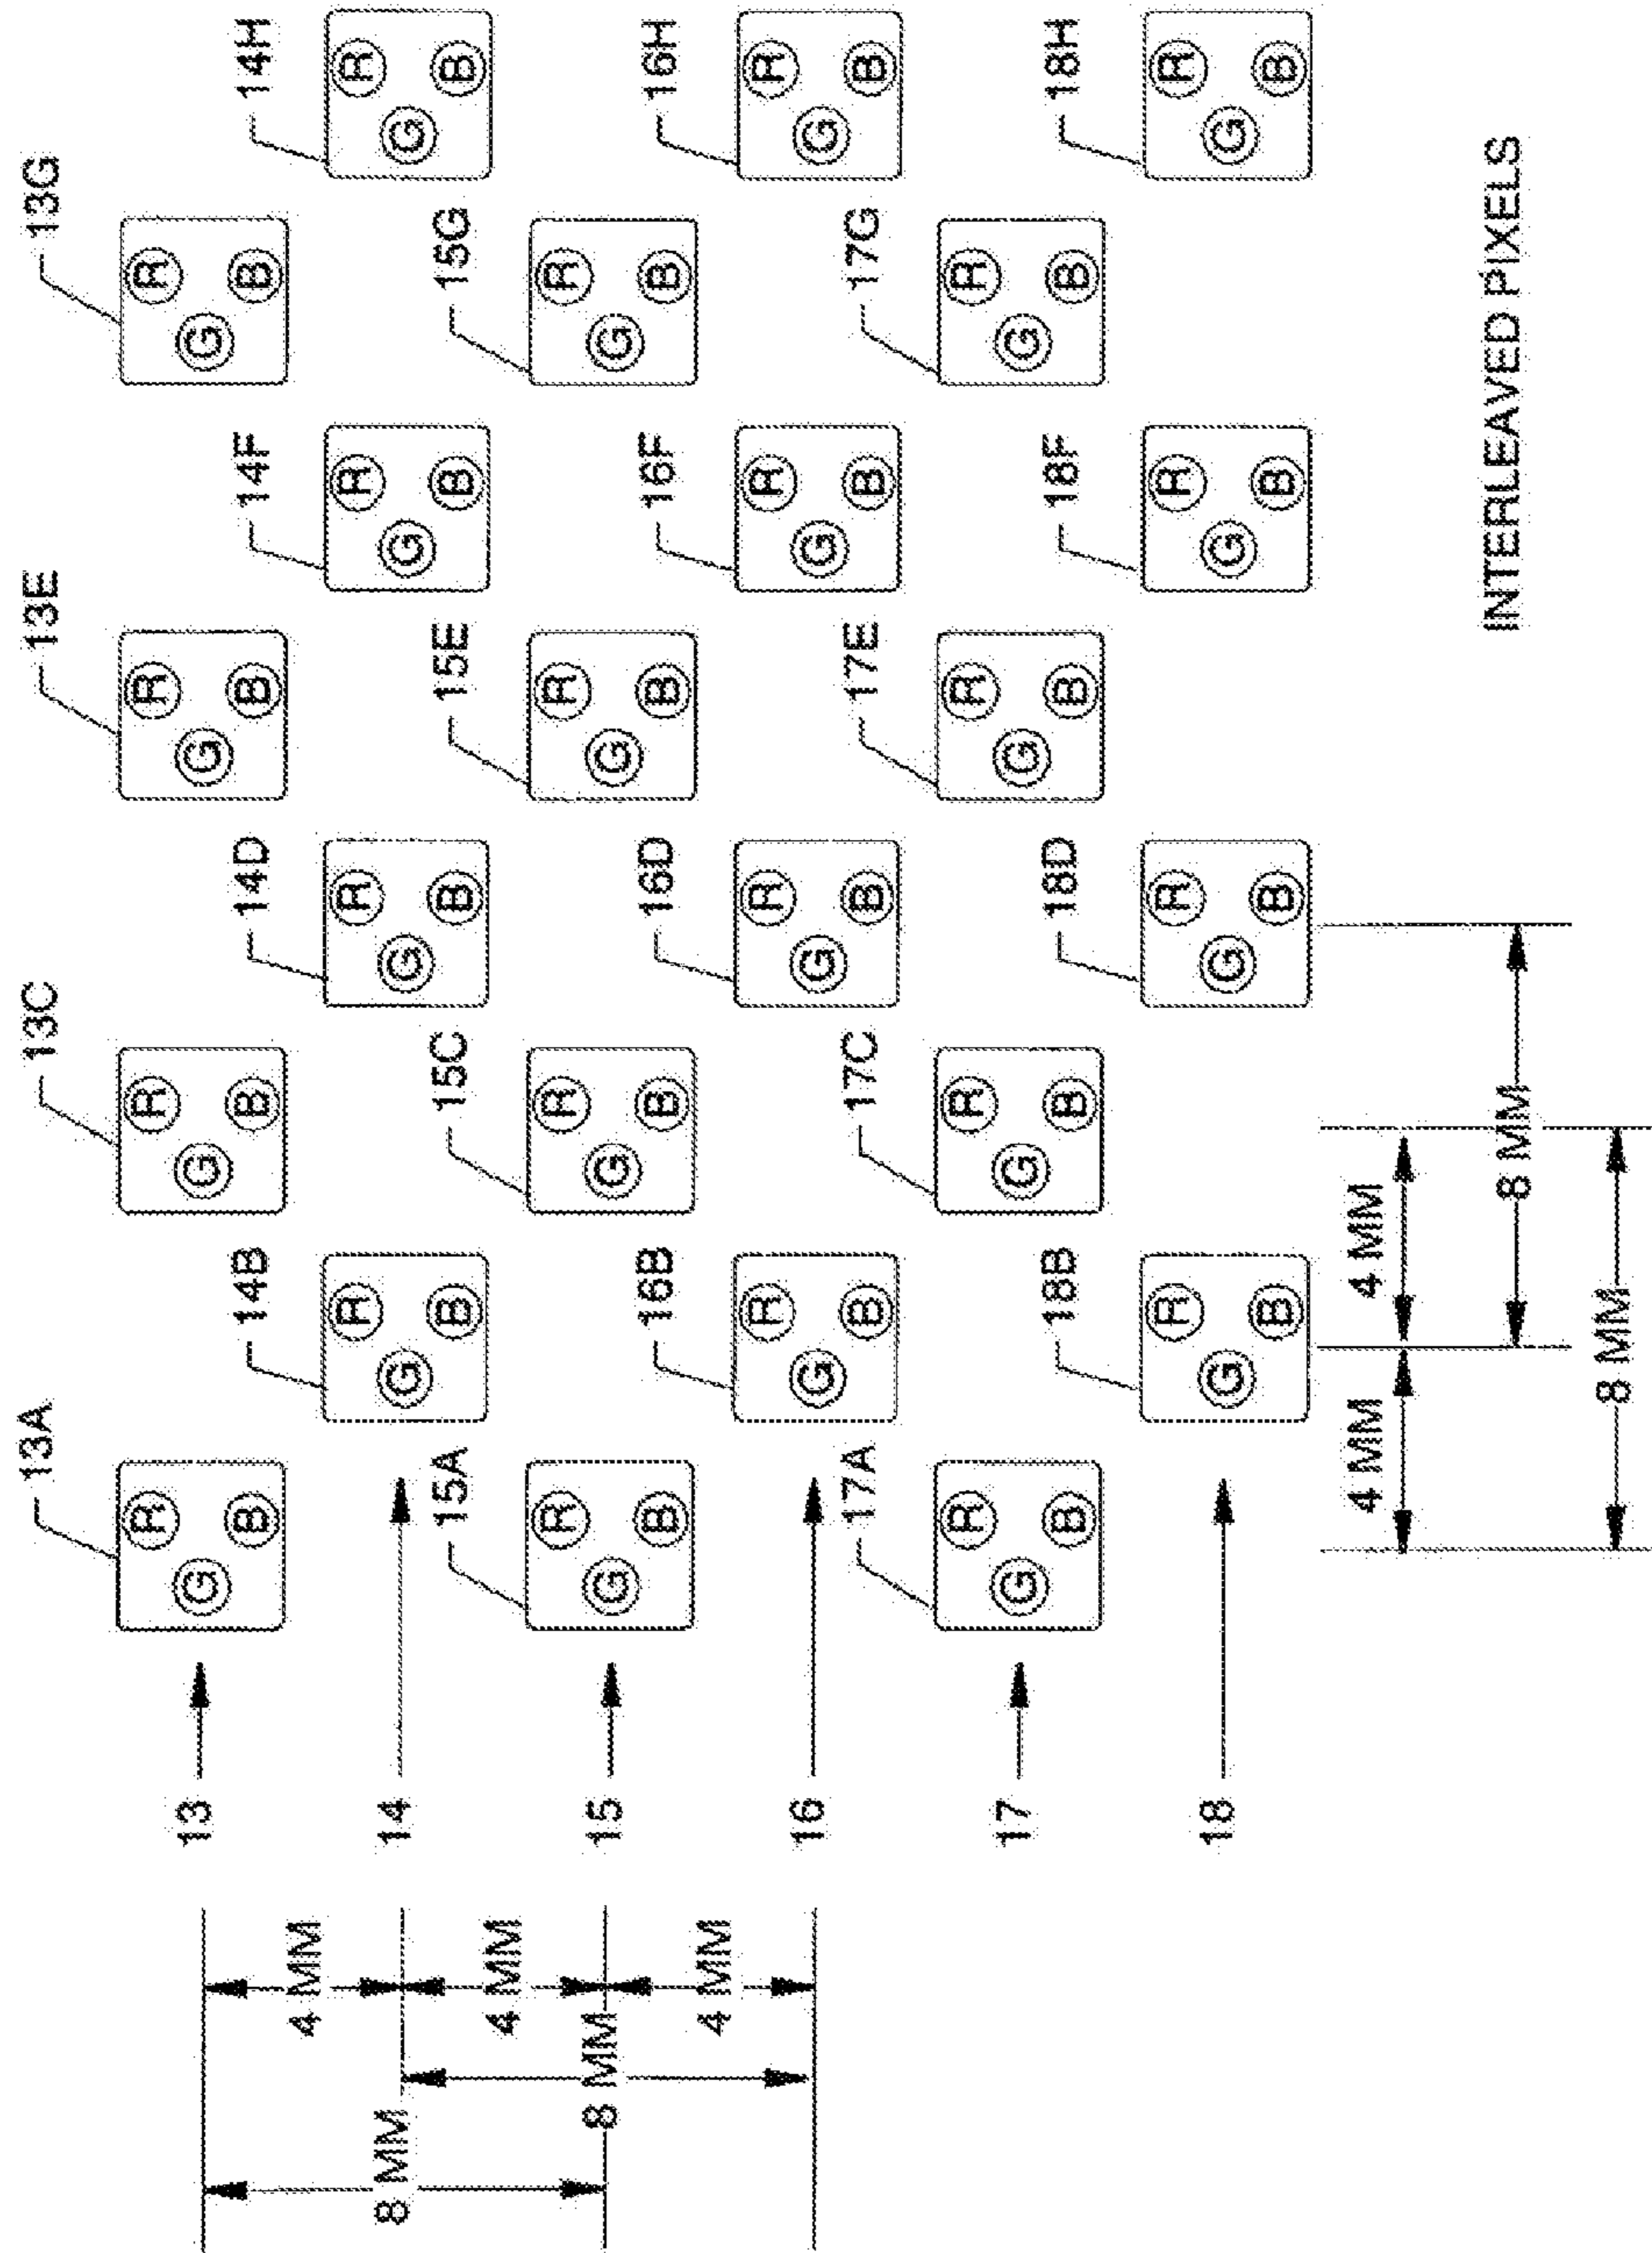 13A 13C 13E 13G
R R R R
13 G G G G
B B B B
14B 14D 14F 14H
4 MM
R R R R
8 MM 14 G G G G
B B B B
15A 15C 15E 15G
4 MM
R R R R
8 MM 15 G G G G
B B B B
16B 16D 16F 16H
4 MM
R R R R
16 G G G G
B B B B
17A 17C 17E 17G
R R R R
17 G G G G
B B B B
18B 18D 18F 18H
R R R R
18 G G G G
B B B B
4 MM 4 MM
8 MM
INTERLEAVED PIXELS
8 MM